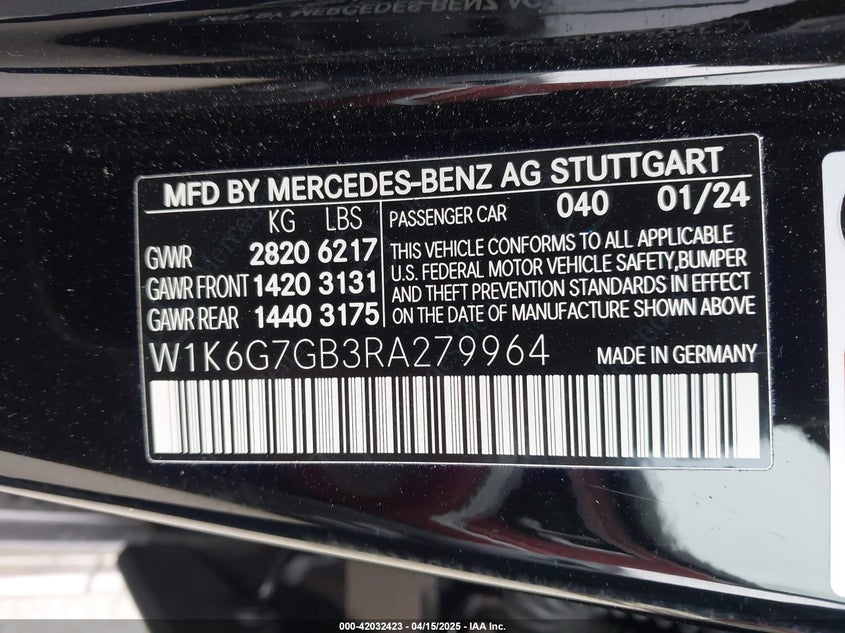 MFD BY MERCEDES-BENZ AG STUTTGART
KG LBS
GVWR 2820 6217
GAWR FRONT 1420 3131
GAWR REAR 1440 3175
PASSENGER CAR 040 01/24
THIS VEHICLE CONFORMS TO ALL APPLICABLE
U.S. FEDERAL MOTOR VEHICLE SAFETY,BUMPER
AND THEFT PREVENTION STANDARDS IN EFFECT
ON THE DATE OF MANUFACTURE SHOWN ABOVE
W1K6G7GB3RA279964 MADE IN GERMANY
000-42032423 - 04/15/2025 - IAA Inc.